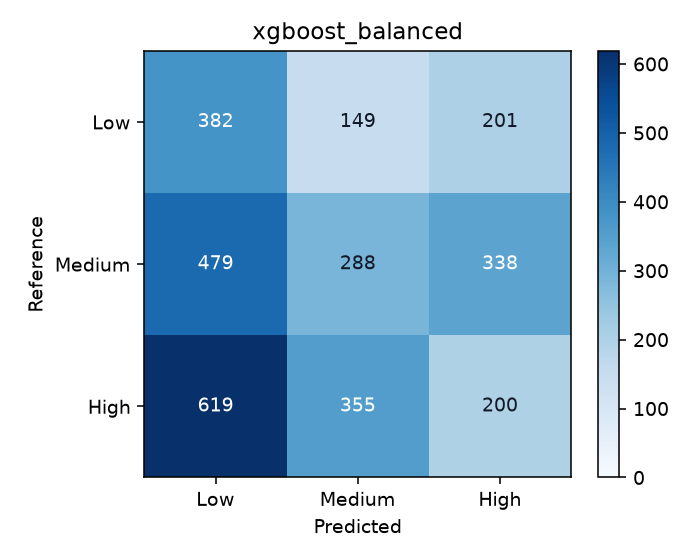 xgboost_balanced
Low 382 149 201
Medium 479 288 338
High 619 355 200
Low Medium High
Predicted
Reference
600
500
400
300
200
100
0